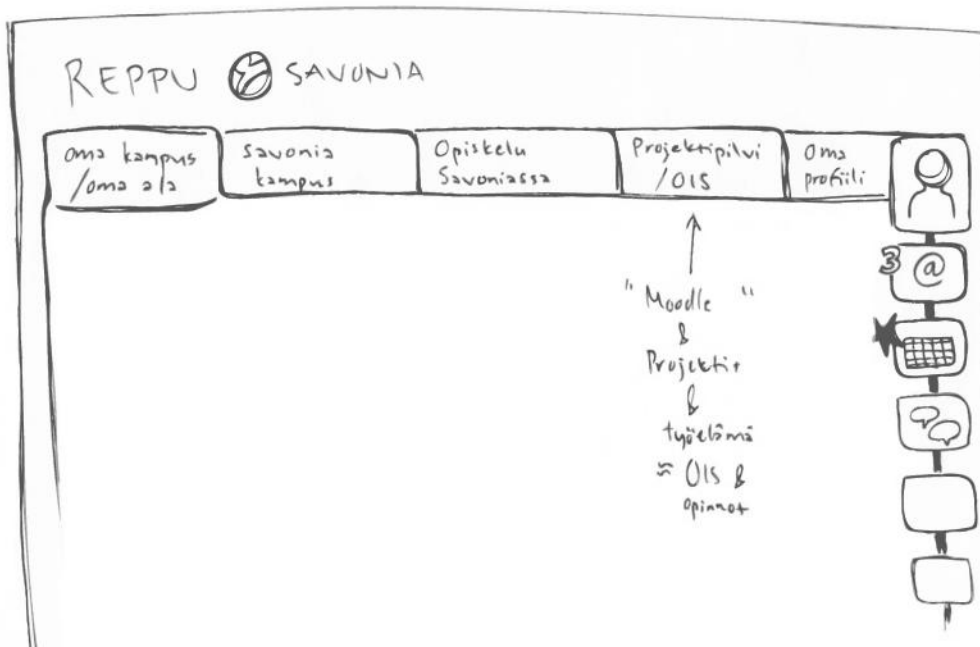 REPPU SAVONIA
oma kampus
/oma ala
savonia
kampus
Opiskelu
Savoniassa
Projektipilvi
/OIS
Oma
profiili
3 @
"Moodle"
&
Projektit
&
työelämä
≈ OIS &
opinnot